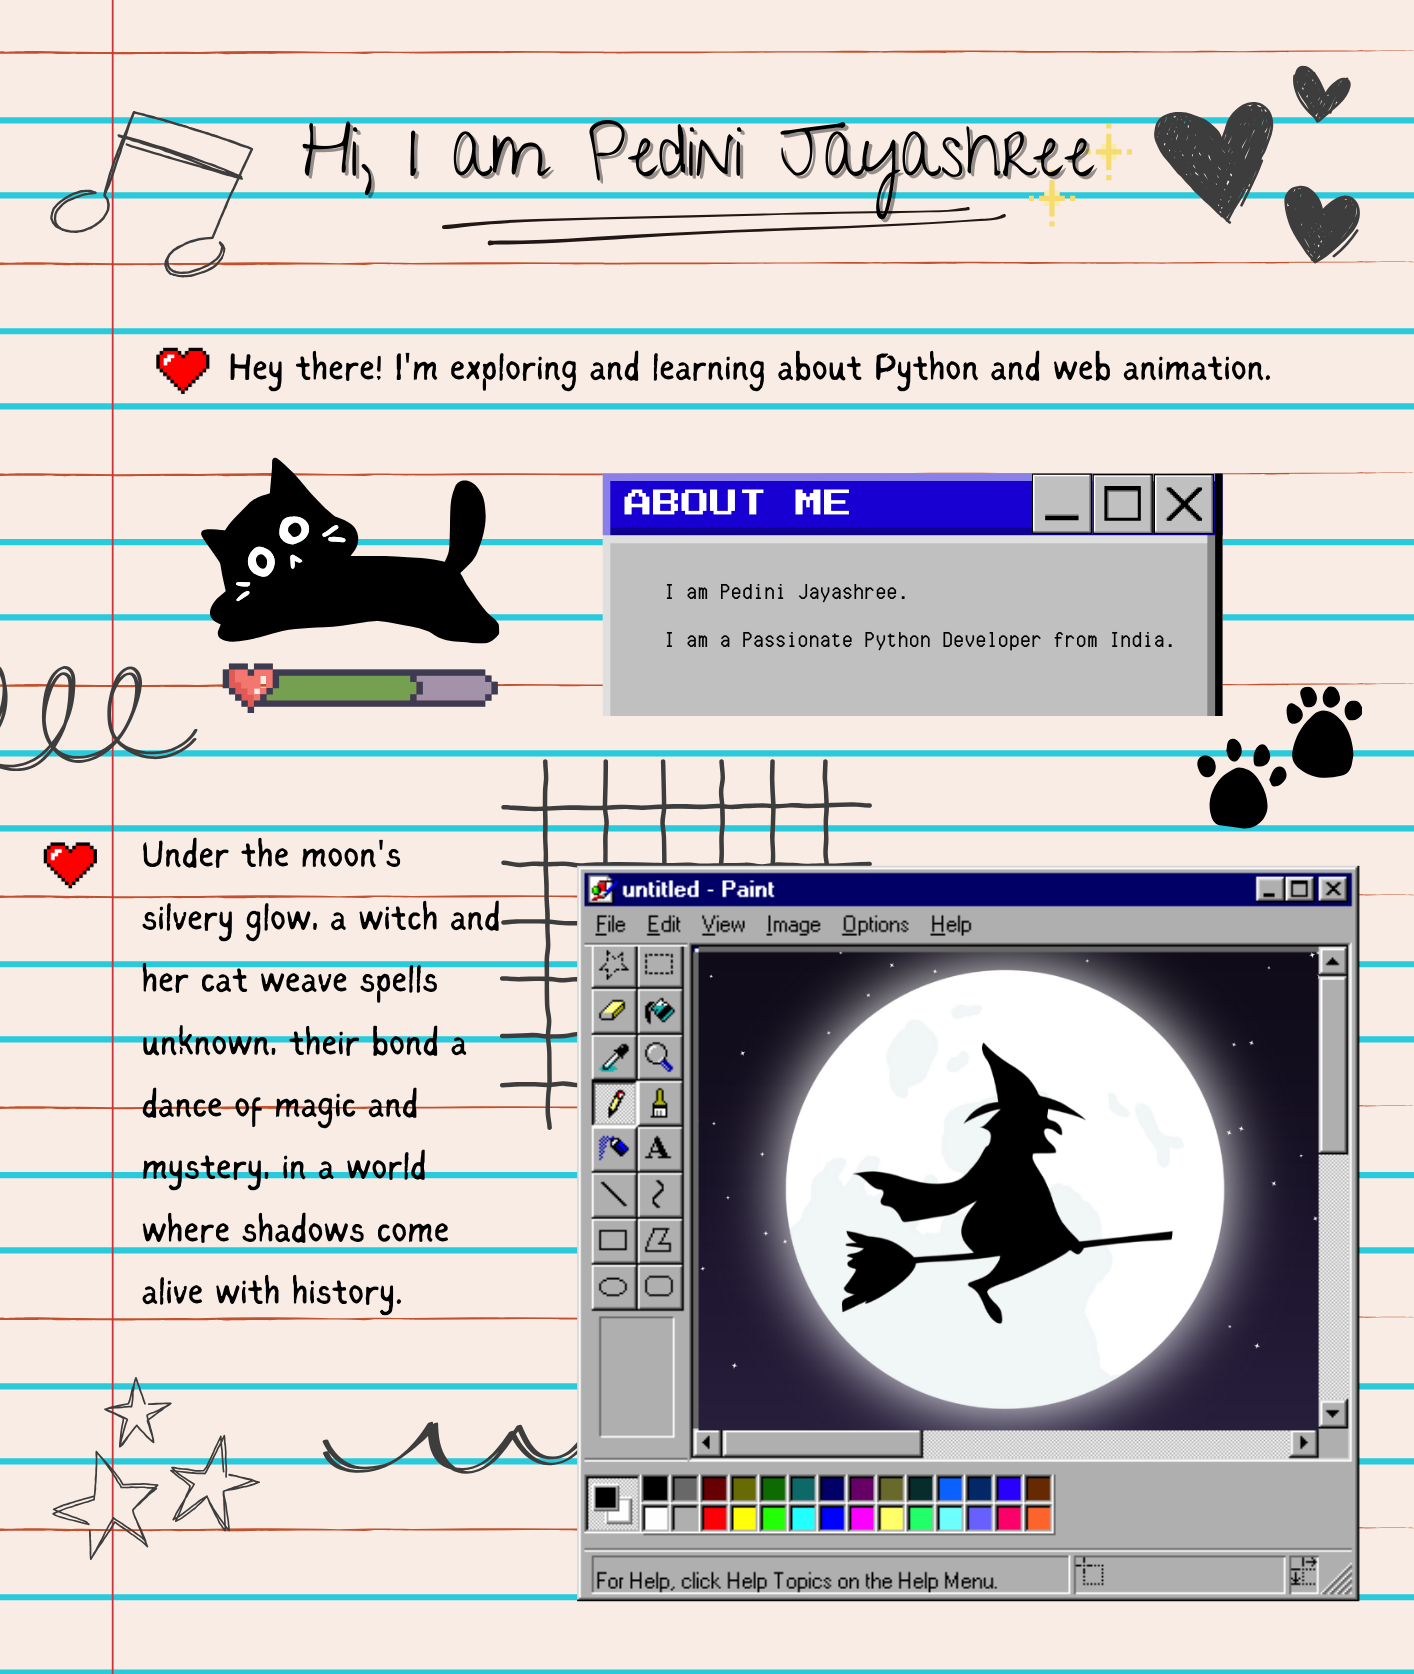 Hi, I am Pedini Jayashree
Hey there! I'm exploring and learning about Python and web animation.
ABOUT ME
I am Pedini Jayashree.
I am a Passionate Python Developer from India.
Under the moon's
silvery glow, a witch and
her cat weave spells
unknown, their bond a
dance of magic and
mystery, in a world
where shadows come
alive with history.
untitled - Paint
File Edit View Image Options Help
A
For Help, click Help Topics on the Help Menu.